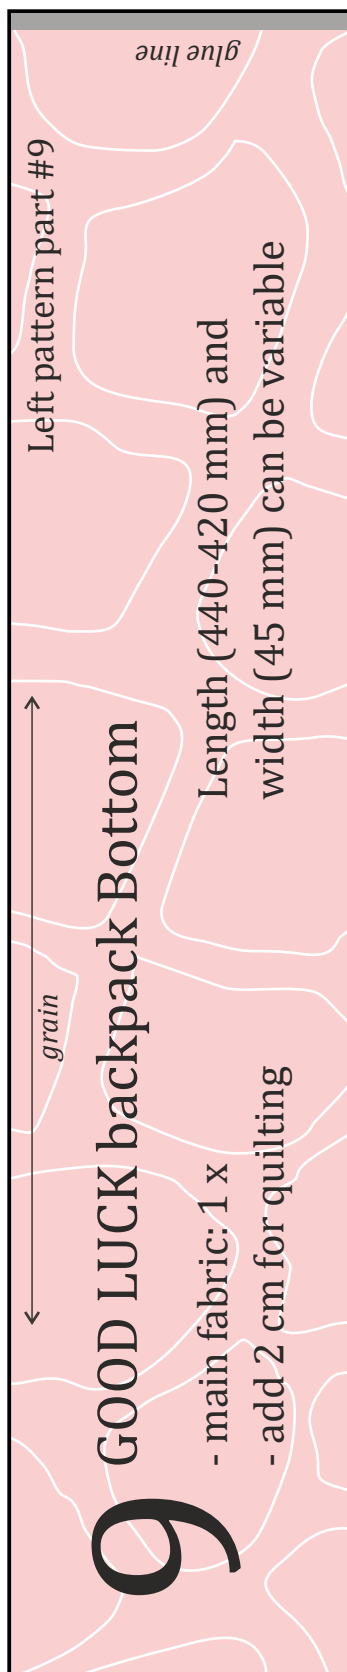 glue line
Left pattern part #9
grain
9
GOOD LUCK backpack Bottom
- main fabric: 1 x
- add 2 cm for quilting
Length (440-420 mm) and
width (45 mm) can be variable